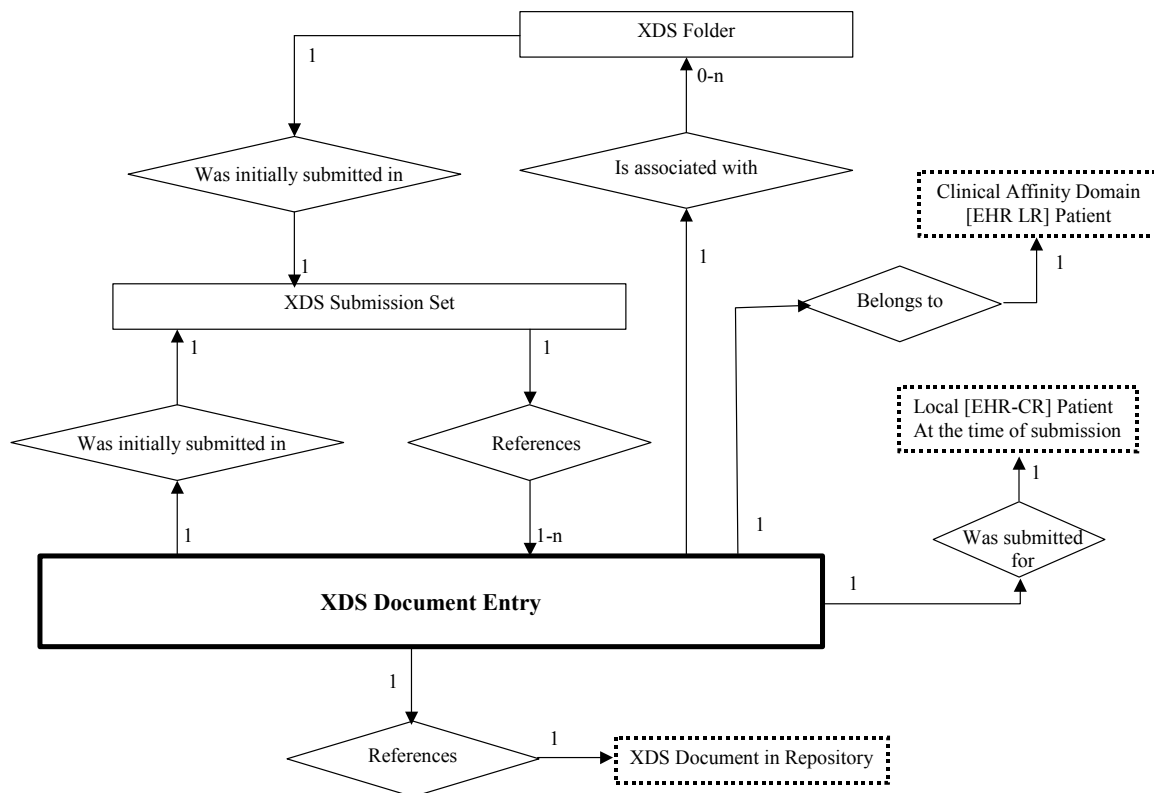 XDS Folder
1
0-n
Was initially submitted in
Is associated with
Clinical Affinity Domain
[EHR LR] Patient
1
1
1
XDS Submission Set
Belongs to
1
1
Local [EHR-CR] Patient
At the time of submission
Was initially submitted in
References
1
1
1-n
1
Was submitted
for
XDS Document Entry
1
1
References
1
XDS Document in Repository